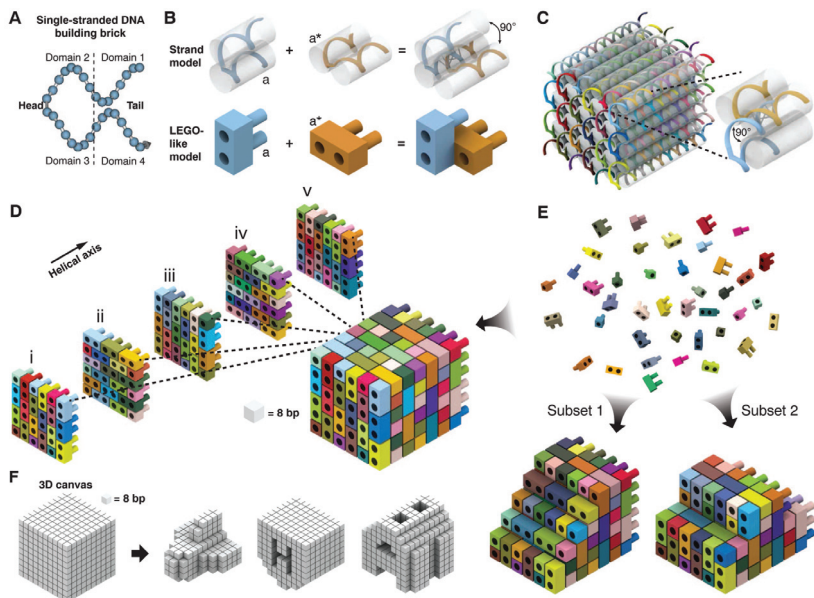 A
Single-stranded DNA
building brick
Domain 2
Domain 1
Head
Tail
Domain 3
Domain 4
B
Strand
model
a
+
a*
=
90°
LEGO-
like
model
a
+
a*
=
C
90°
D
Helical axis
i
ii
iii
iv
v
= 8 bp
E
Subset 1
Subset 2
F
3D canvas
= 8 bp
H